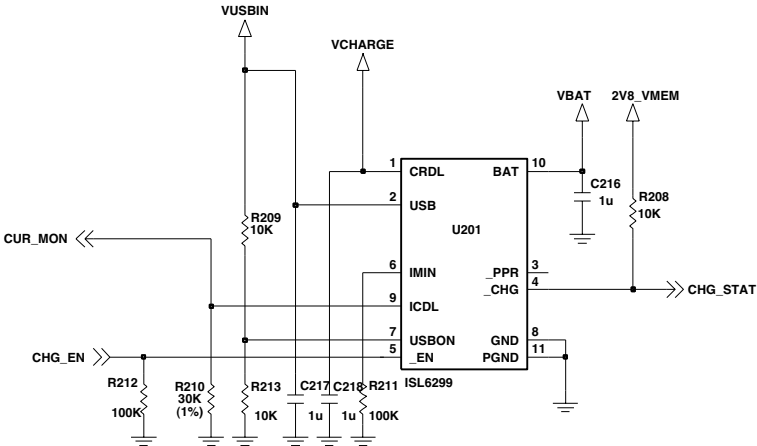 VUSBIN
VCHARGE
VBAT 2V8_VMEM
1 CRDL BAT 10
C216 1u
R208 10K
2 USB
U201
R209 10K
CUR_MON
6 IMIN _PPR 3
_CHG 4 CHG_STAT
9 ICDL
7 USBON GND 8
CHG_EN 5 _EN PGND 11
ISL6299
R212 100K
R210 30K (1%)
R213 10K
C217 1u
C218 1u
R211 100K